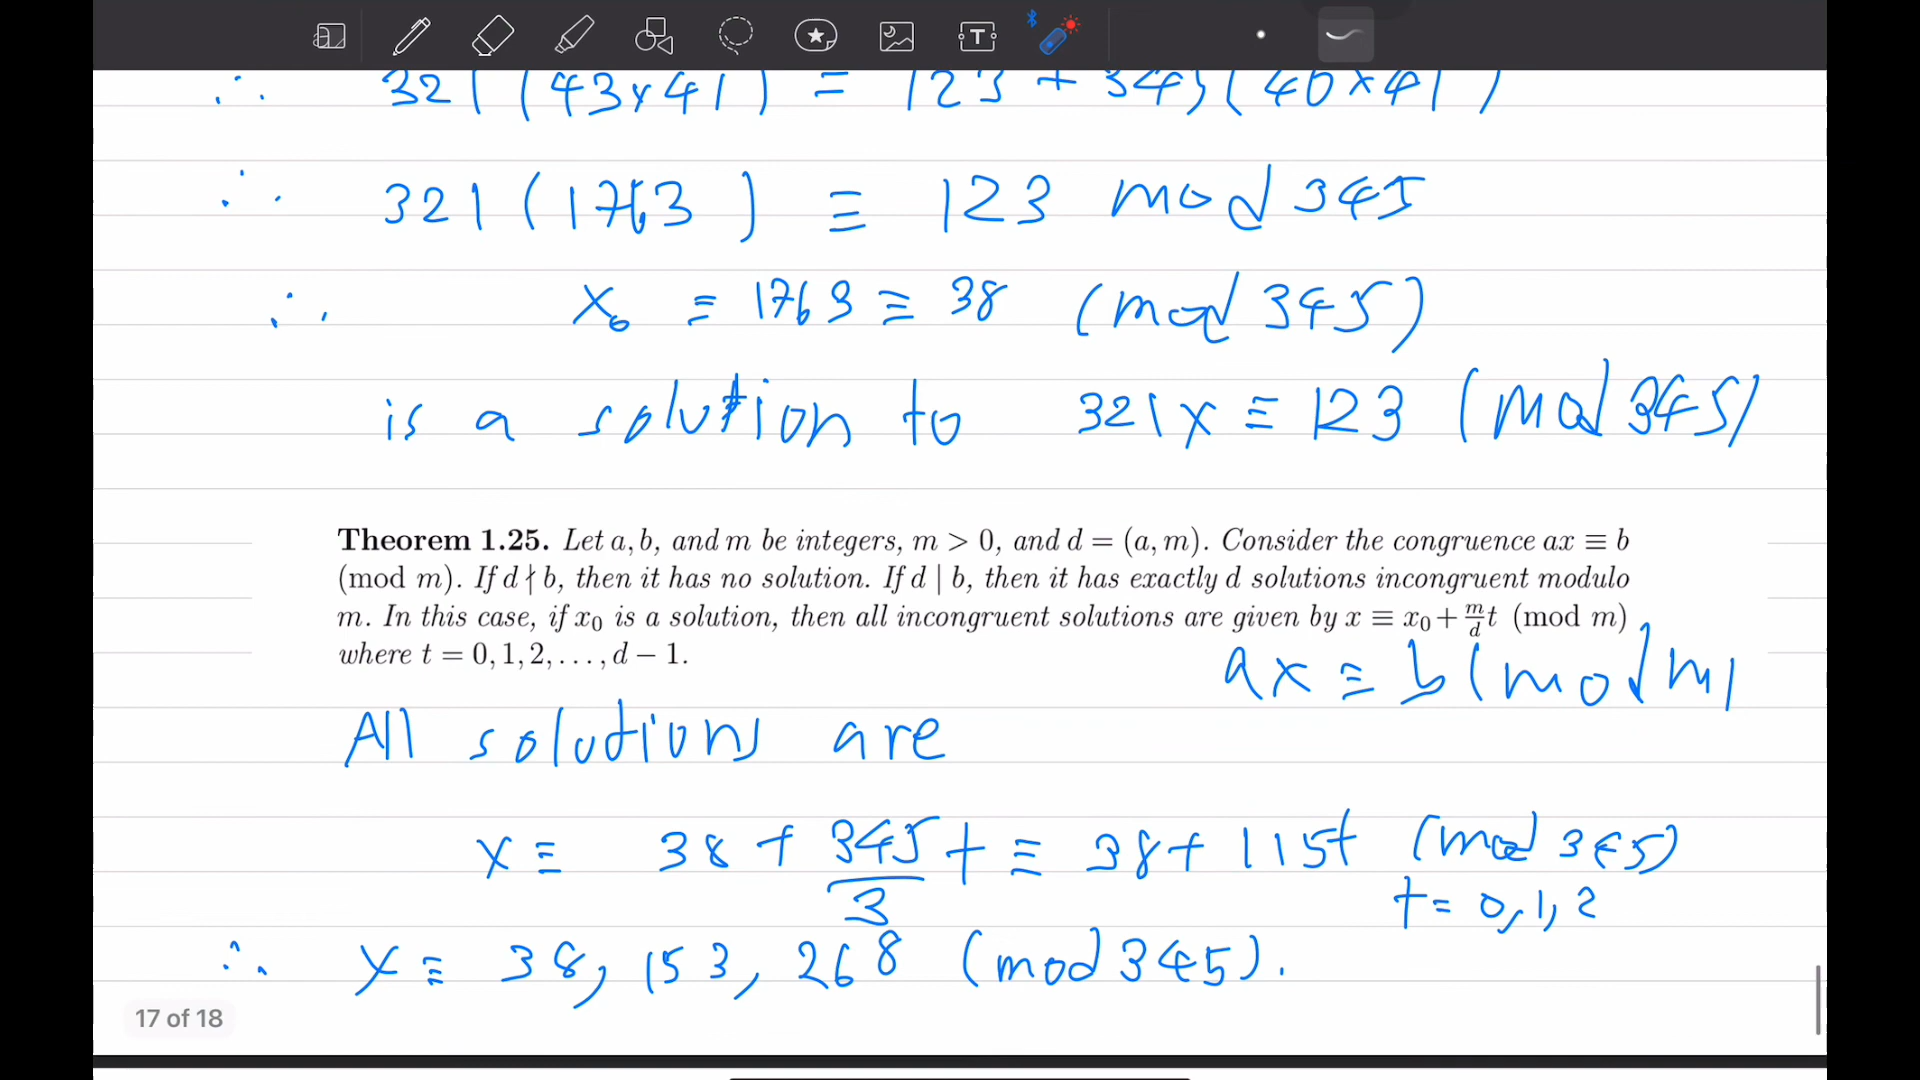 ∴ 321 (43×41) = 123 + 345(40×41)
∴ 321 (1763) ≡ 123 mod 345
∴ x₀ ≡ 1763 ≡ 38 (mod 345)
is a solution to 321x ≡ 123 (mod 345)
Theorem 1.25. Let a, b, and m be integers, m > 0, and d = (a, m). Consider the congruence ax ≡ b
(mod m). If d ∤ b, then it has no solution. If d | b, then it has exactly d solutions incongruent modulo
m. In this case, if x₀ is a solution, then all incongruent solutions are given by x ≡ x₀ + m/d t (mod m)
where t = 0, 1, 2, . . . , d − 1.
ax ≡ b (mod m)
All solutions are
x ≡ 38 + 345/3 t ≡ 38 + 115t (mod 345)
t = 0, 1, 2
∴ x ≡ 38, 153, 268 (mod 345).
17 of 18